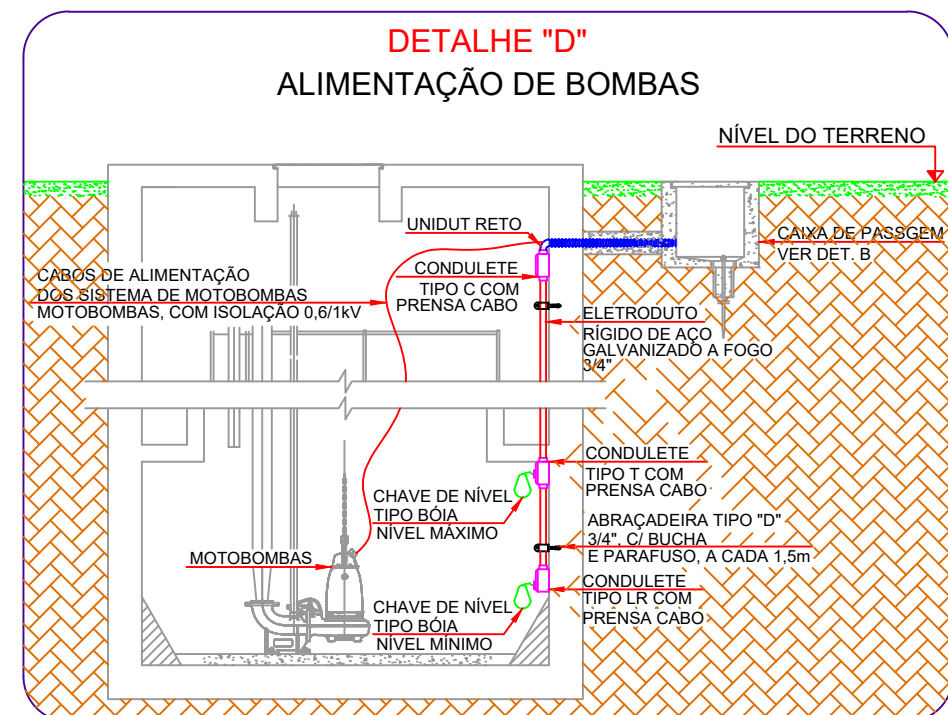 DETALHE "D"
ALIMENTAÇÃO DE BOMBAS
NÍVEL DO TERRENO
UNIDUT RETO
CAIXA DE PASSGEM
VER DET. B
CONDULETE
TIPO C COM
PRENSA CABO
CABOS DE ALIMENTAÇÃO
DOS SISTEMA DE MOTOBOMBAS
MOTOBOMBAS, COM ISOLAÇÃO 0,6/1kV
ELETRODUTO
RÍGIDO DE AÇO
GALVANIZADO A FOGO
3/4"
CONDULETE
TIPO T COM
PRENSA CABO
CHAVE DE NÍVEL
TIPO BÓIA
NÍVEL MÁXIMO
ABRAÇADEIRA TIPO "D"
3/4", C/ BUCHA
E PARAFUSO, A CADA 1,5m
MOTOBOMBAS
CONDULETE
TIPO LR COM
PRENSA CABO
CHAVE DE NÍVEL
TIPO BÓIA
NÍVEL MÍNIMO